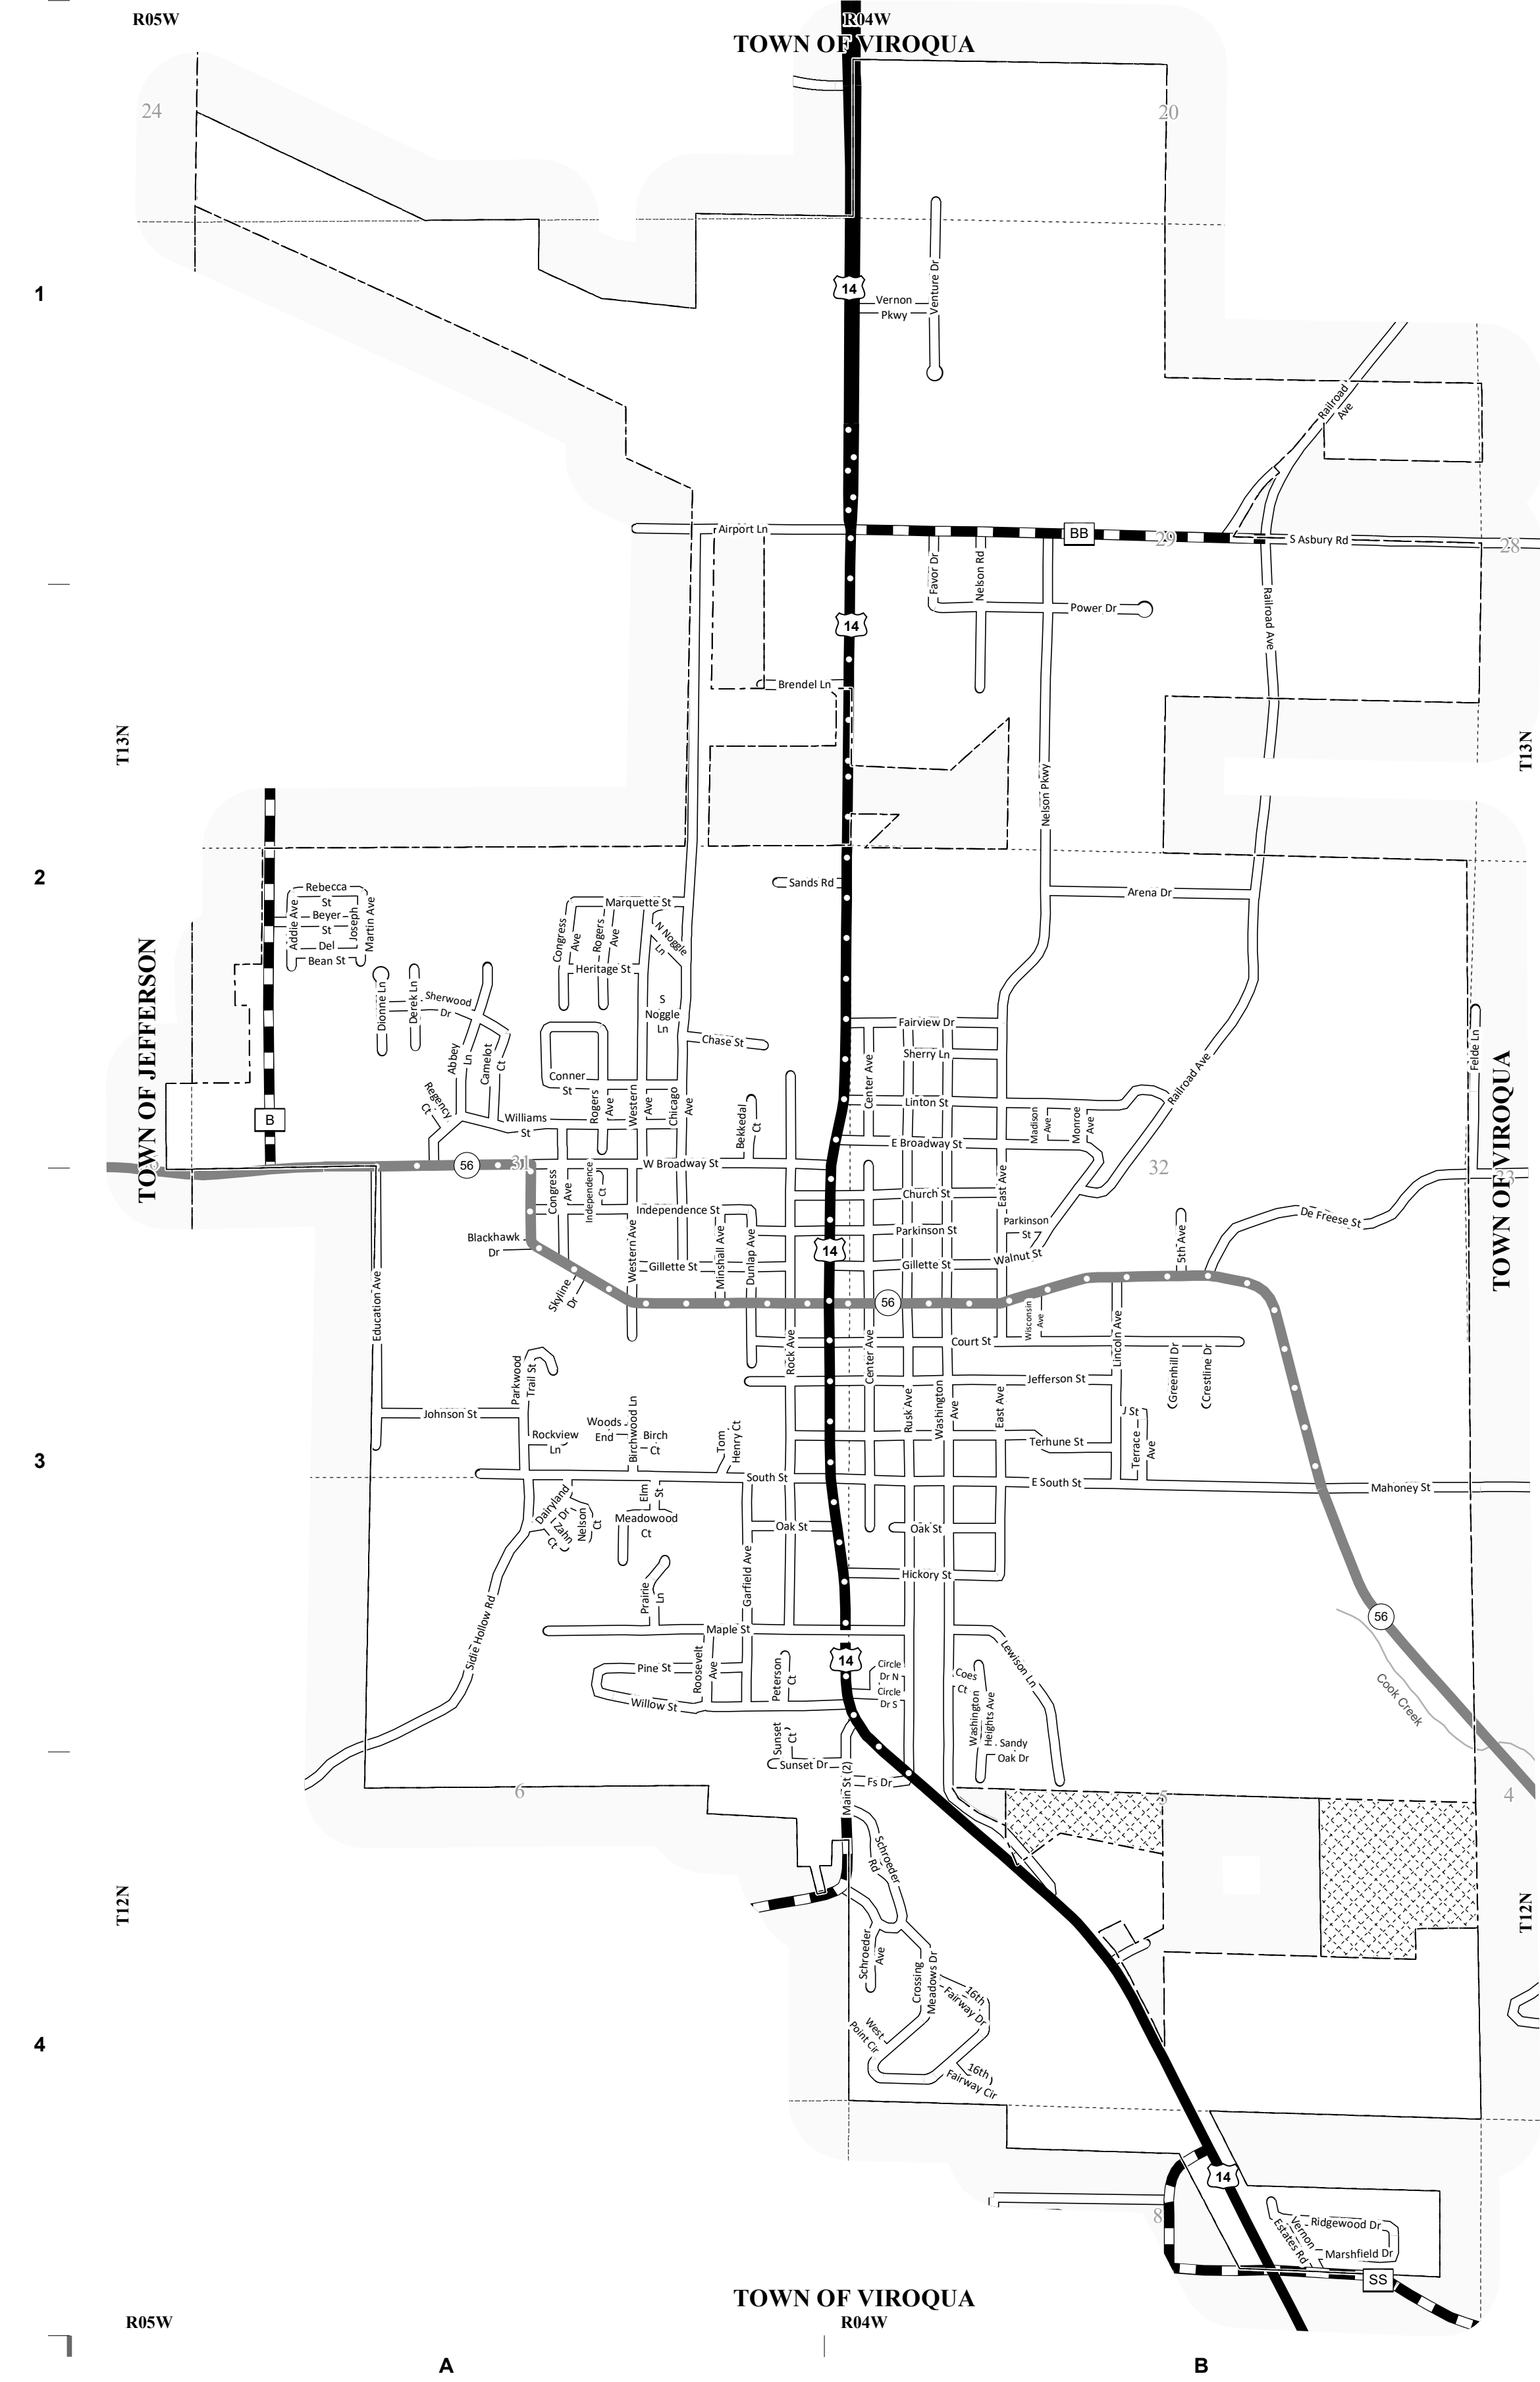 R05W
R04W
TOWN OF VIROQUA
24
20
1
14
Vernon
Pkwy
Venture Dr
Railroad
Ave
Airport Ln
BB
29
S Asbury Rd
28
Favor Dr
Nelson Rd
Power Dr
Railroad Ave
14
Brendel Ln
T13N
T13N
Nelson Pkwy
2
Sands Rd
Arena Dr
Rebecca
St
Beyer
St
Del
Bean St
Addie Ave
Joseph
Martin Ave
Marquette St
Congress
Ave
Rogers
Ave
N Noggle
Ln
Heritage St
S
Noggle
Ln
TOWN OF JEFFERSON
Dionne Ln
Derek Ln
Sherwood
Dr
Abbey
Ln
Camelot
Ct
Regency
Ct
Chase St
Fairview Dr
Sherry Ln
Center Ave
Linton St
Railroad Ave
Felde Ln
TOWN OF VIROQUA
Conner
St
Rogers
Ave
Western
Ave
Chicago
Ave
Bekkedal
Ct
Williams
St
Madison
Ave
Monroe
Ave
B
E Broadway St
56
31
W Broadway St
32
33
Congress
Ave
Independence
Ct
Church St
East Ave
Independence St
Parkinson St
Parkinson
St
De Freese St
5th Ave
Blackhawk
Dr
14
Western Ave
Minshall Ave
Dunlap Ave
Gillette St
Gillette St
Walnut St
Education Ave
Skyline
Dr
56
Wisconsin
Ave
Court St
Rock Ave
Center Ave
Lincoln Ave
Greenhill Dr
Crestline Dr
Parkwood
Trail St
Jefferson St
Rusk Ave
Washington
Ave
East Ave
Johnson St
Woods
End
Birchwood Ln
Birch
Ct
Tom
Henry Ct
J St
Terrace
Ave
Rockview
Ln
Terhune St
3
South St
E South St
Mahoney St
Dairyland
Dr
Zahn
Ct
Nelson
Ct
Elm
St
Meadowood
Ct
Oak St
Oak St
Garfield Ave
Hickory St
Prairie
Ln
Sidie Hollow Rd
Maple St
56
Lewison Ln
Pine St
Roosevelt
Ave
Peterson
Ct
14
Circle
Dr N
Circle
Dr S
Coes
Ct
Washington
Heights Ave
Willow St
Cook Creek
Sunset
Ct
Sunset Dr
Sandy
Oak Dr
Main St (2)
Fs Dr
6
5
4
Schroeder
Rd
T12N
T12N
Schroeder
Ave
Crossing
Meadows Dr
16th
Fairway Dr
West
Point Cir
4
16th
Fairway Cir
14
8
Vernon
Estates Rd
Ridgewood Dr
Marshfield Dr
SS
TOWN OF VIROQUA
R05W
R04W
A
B